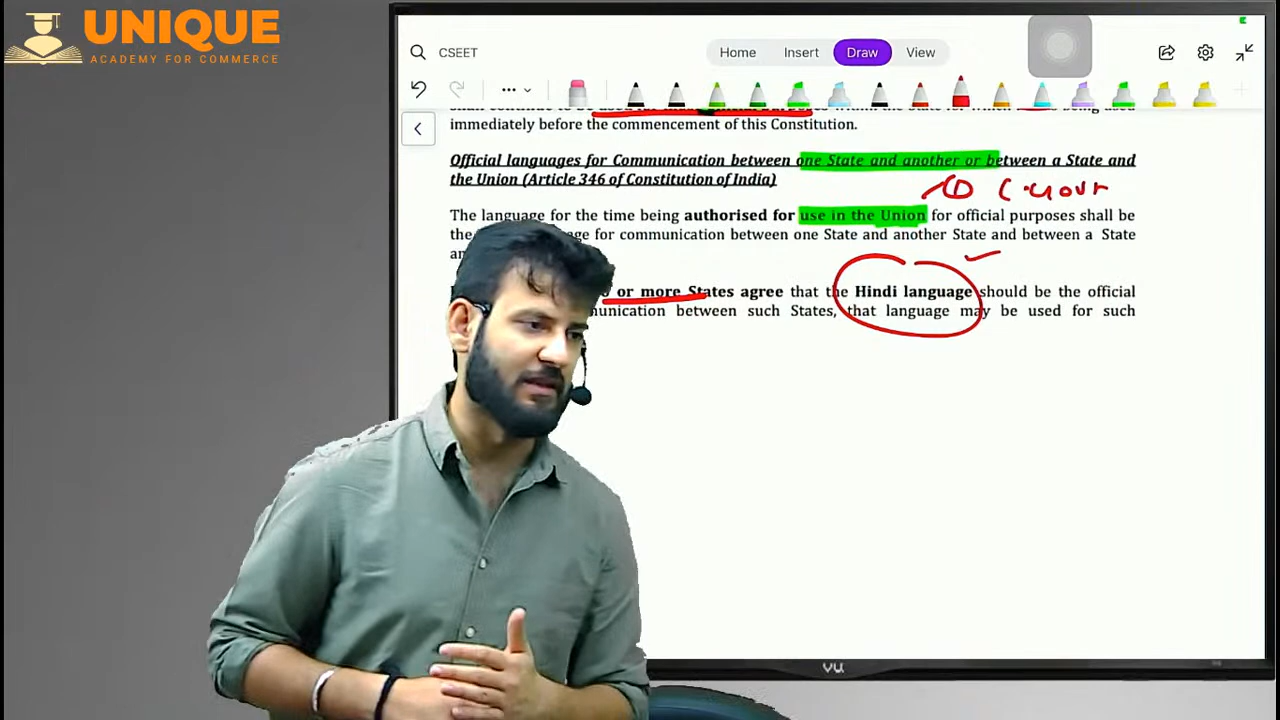 UNIQUE
ACADEMY FOR COMMERCE
CSEET
Home Insert Draw View
immediately before the commencement of this Constitution.
Official languages for Communication between one State and another or between a State and
the Union (Article 346 of Constitution of India)
The language for the time being authorised for use in the Union for official purposes shall be
the language for communication between one State and another State and between a State
or more States agree that the Hindi language should be the official
between such States, that language may be used for such
VU